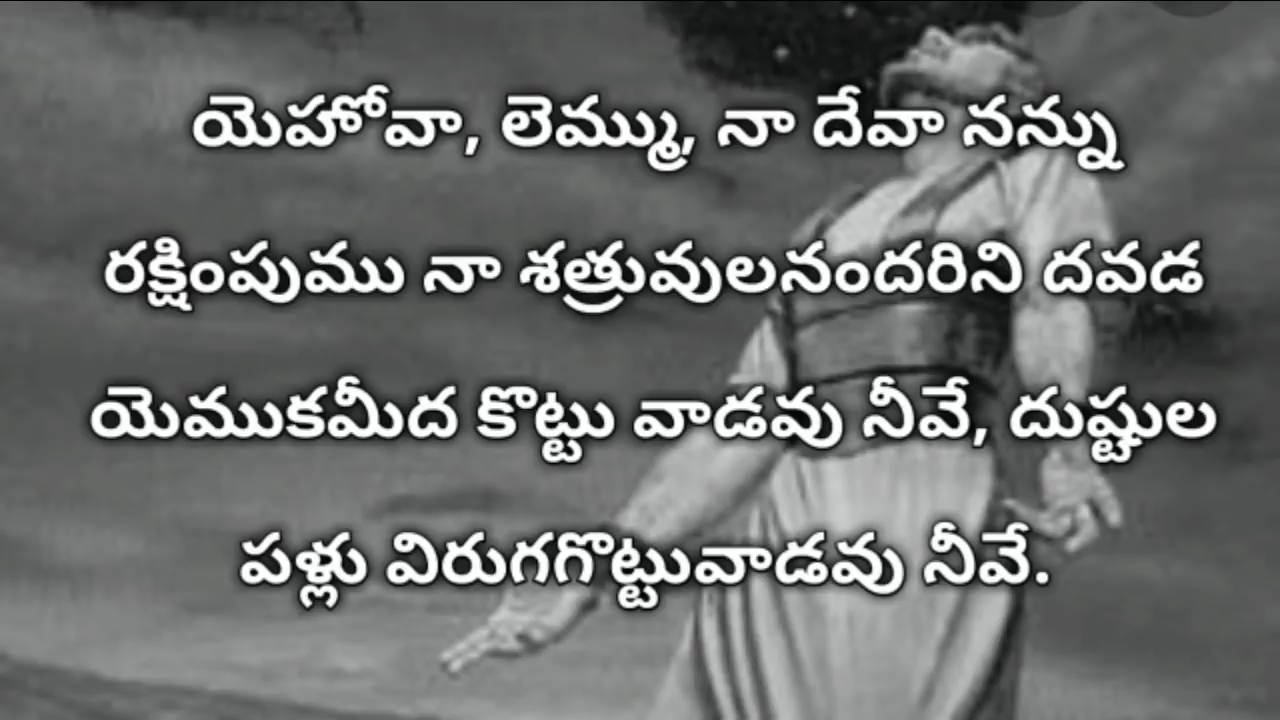 యెహోవా, లెమ్ము, నా దేవా నన్ను
రక్షింపుము నా శత్రువులనందరిని దవడ
యెముకమీద కొట్టు వాడవు నీవే, దుష్టుల
పళ్లు విరుగగొట్టువాడవు నీవే.